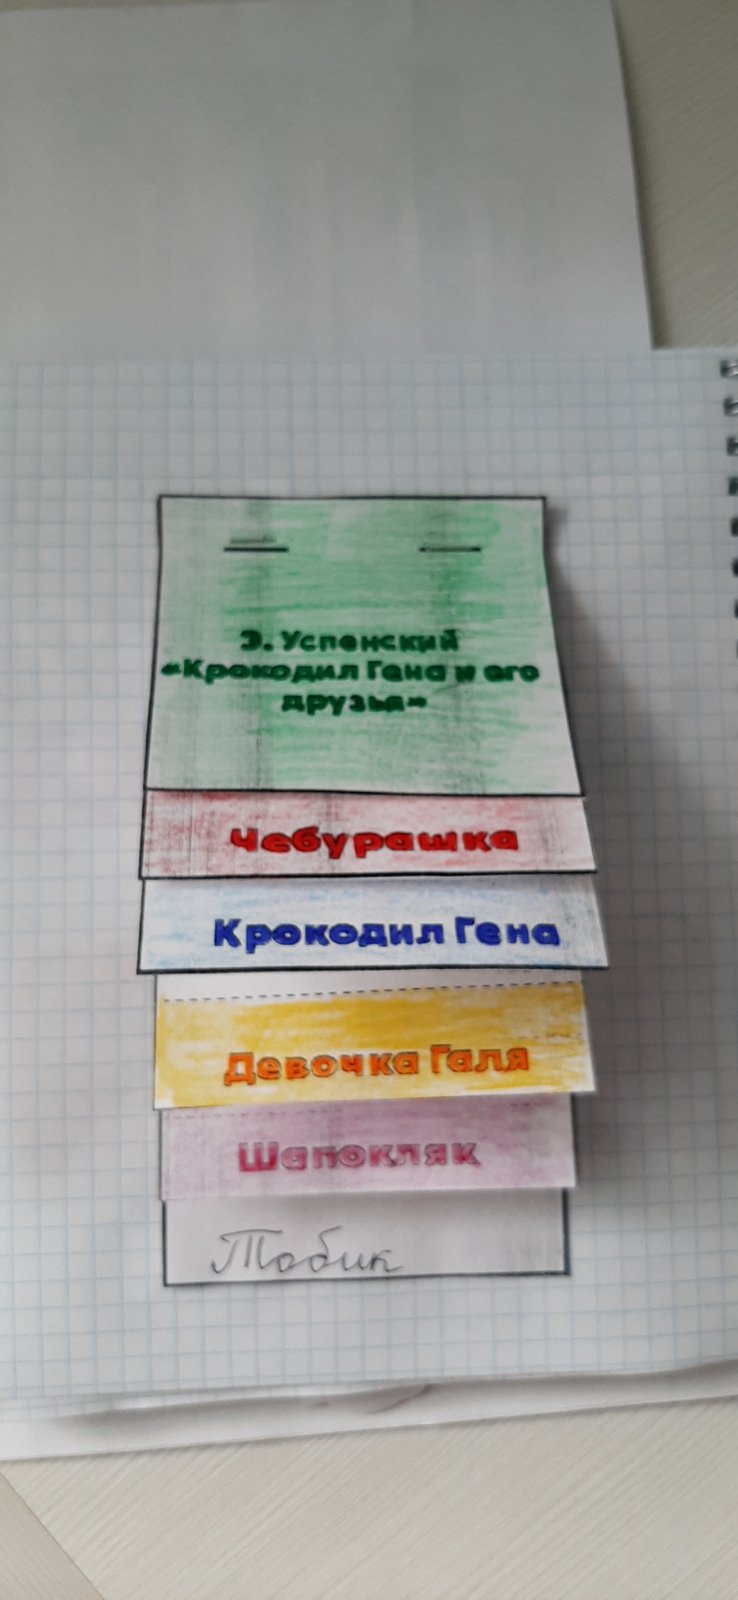 Э. Успенский
«Крокодил Гена и его
друзья»
Чебурашка
Крокодил Гена
Девочка Галя
Шапокляк
Тобик